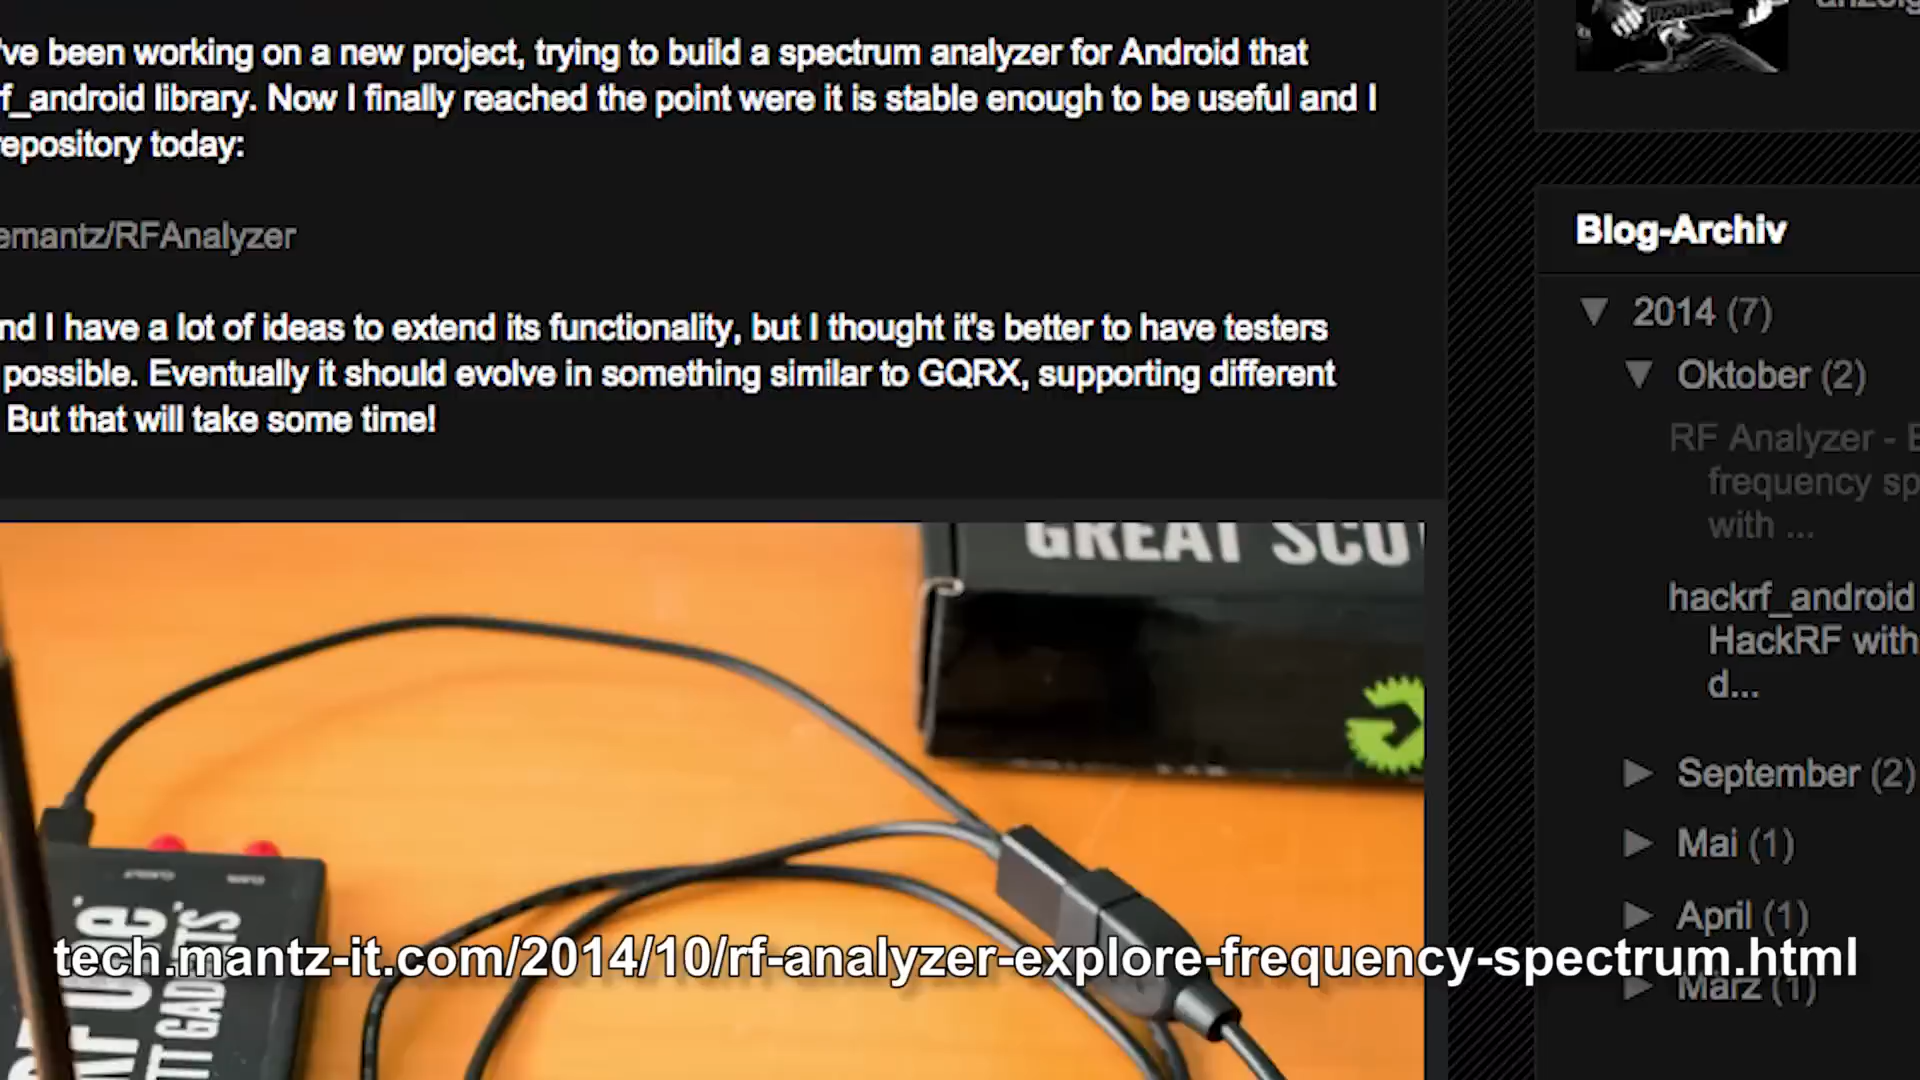 've been working on a new project, trying to build a spectrum analyzer for Android that
f_android library. Now I finally reached the point were it is stable enough to be useful and I
repository today:
emantz/RFAnalyzer
nd I have a lot of ideas to extend its functionality, but I thought it's better to have testers
possible. Eventually it should evolve in something similar to GQRX, supporting different
But that will take some time!
GREAT SCO
tech.mantz-it.com/2014/10/rf-analyzer-explore-frequency-spectrum.html
Blog-Archiv
▼ 2014 (7)
▼ Oktober (2)
RF Analyzer -
frequency sp
with ...
hackrf_android
HackRF with
d...
► September (2)
► Mai (1)
► April (1)
► März (1)